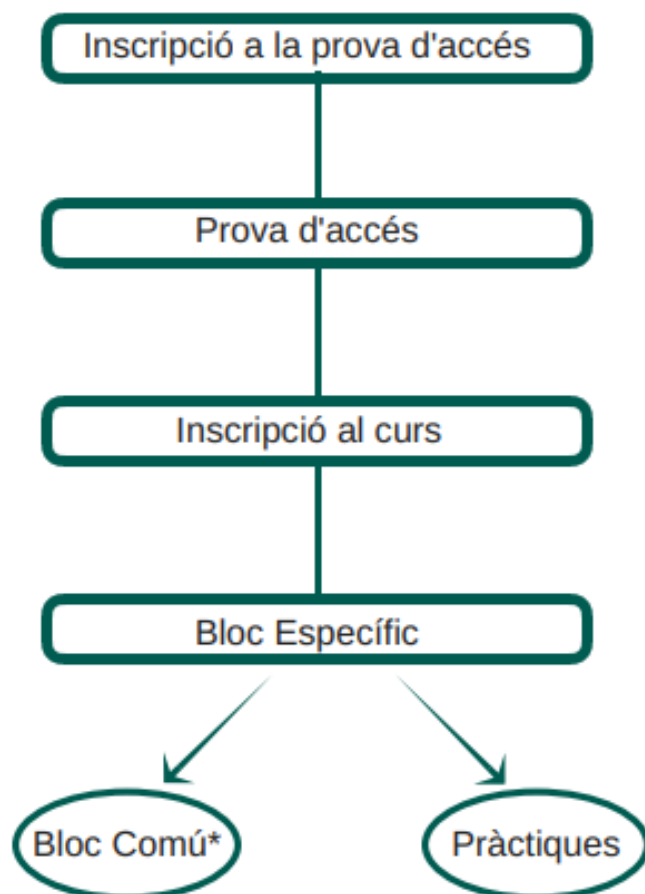 Inscripció a la prova d'accés
Prova d'accés
Inscripció al curs
Bloc Específic
Bloc Comú*
Pràctiques